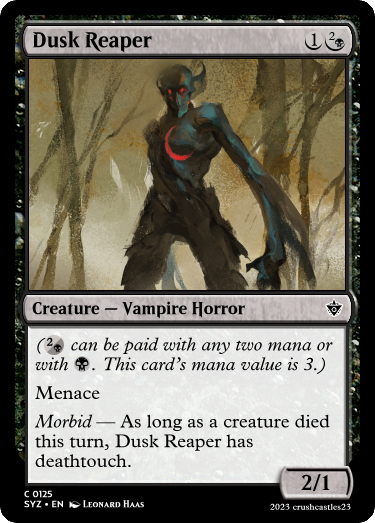 Dusk Reaper 1 2
Creature — Vampire Horror
(2 can be paid with any two mana or
with . This card's mana value is 3.)
Menace
Morbid — As long as a creature died
this turn, Dusk Reaper has
deathtouch.
2/1
C 0125
SYZ • EN Leonard Haas
2023 crushcastles23